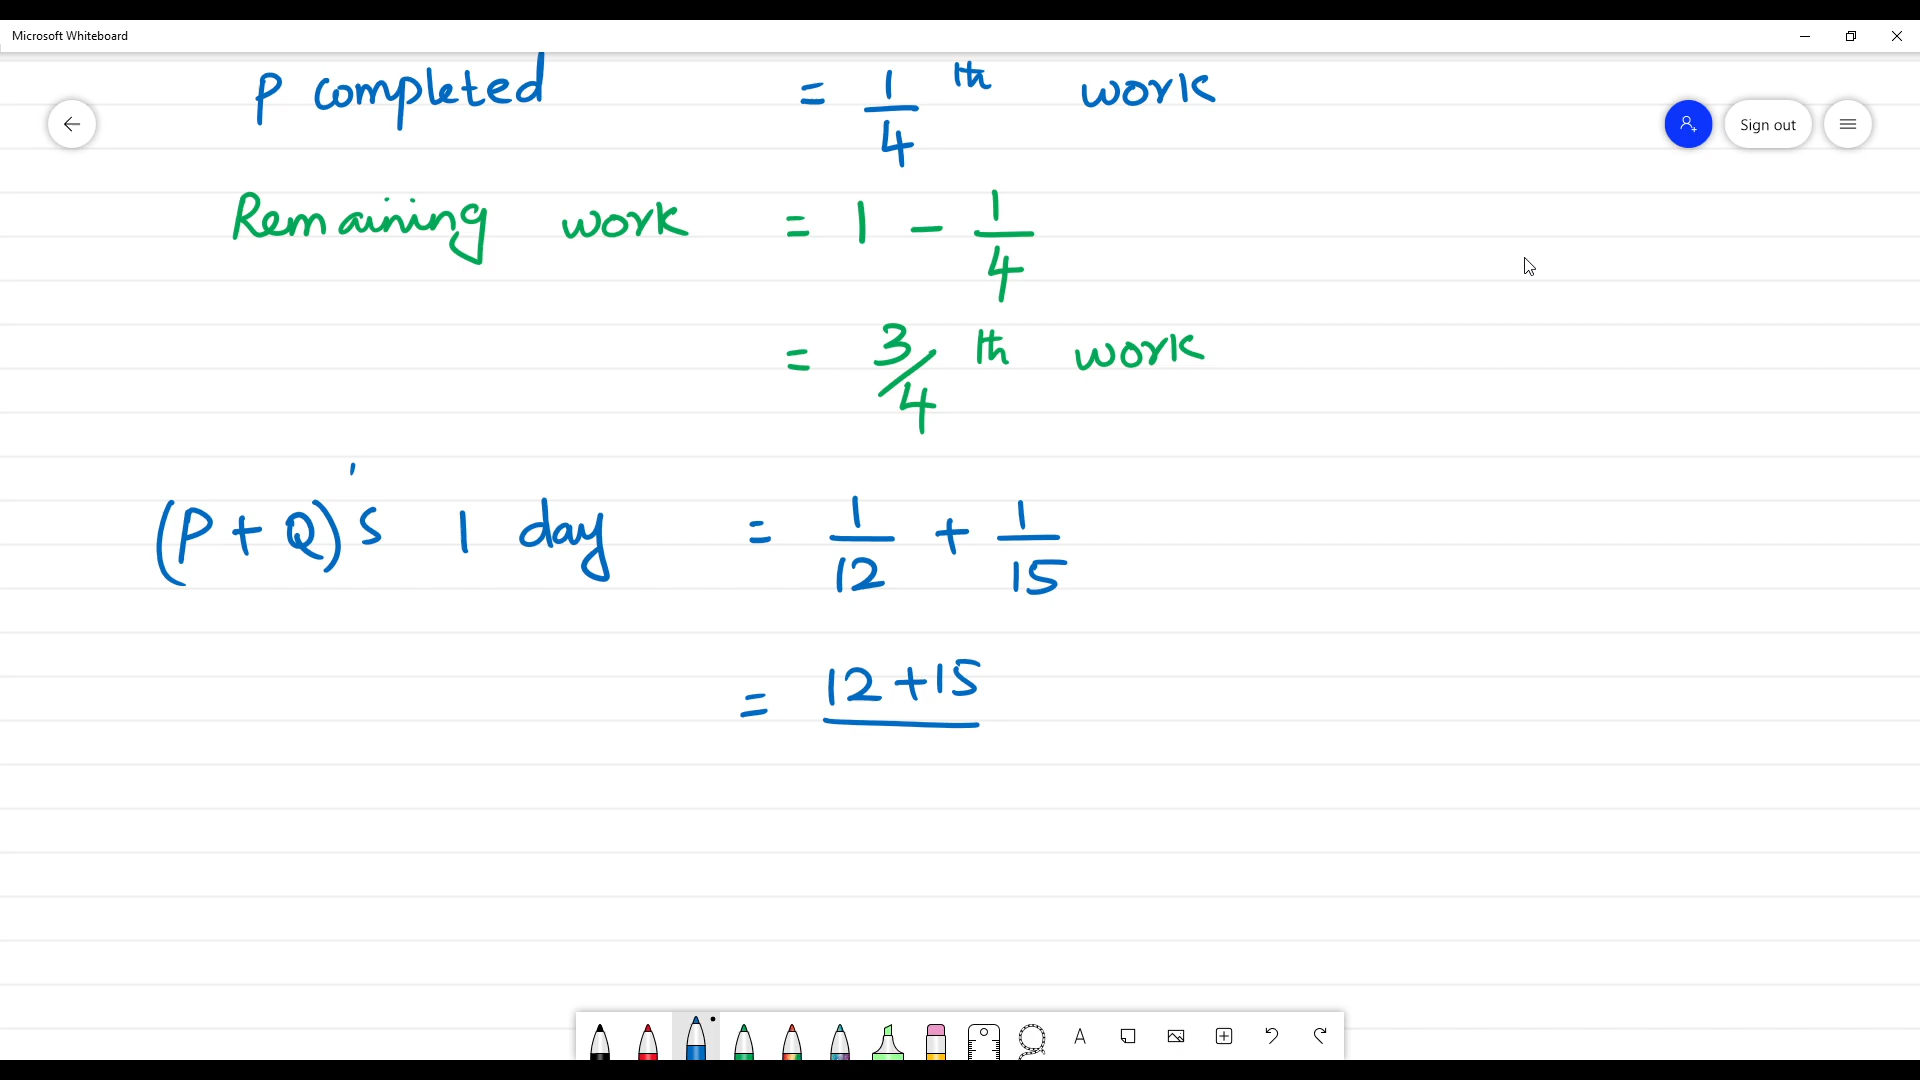 Microsoft Whiteboard
P completed = 1/4 th work
Sign out
Remaining work = 1 - 1/4
= 3/4 th work
(P + Q)'s 1 day = 1/12 + 1/15
= 12 + 15
A